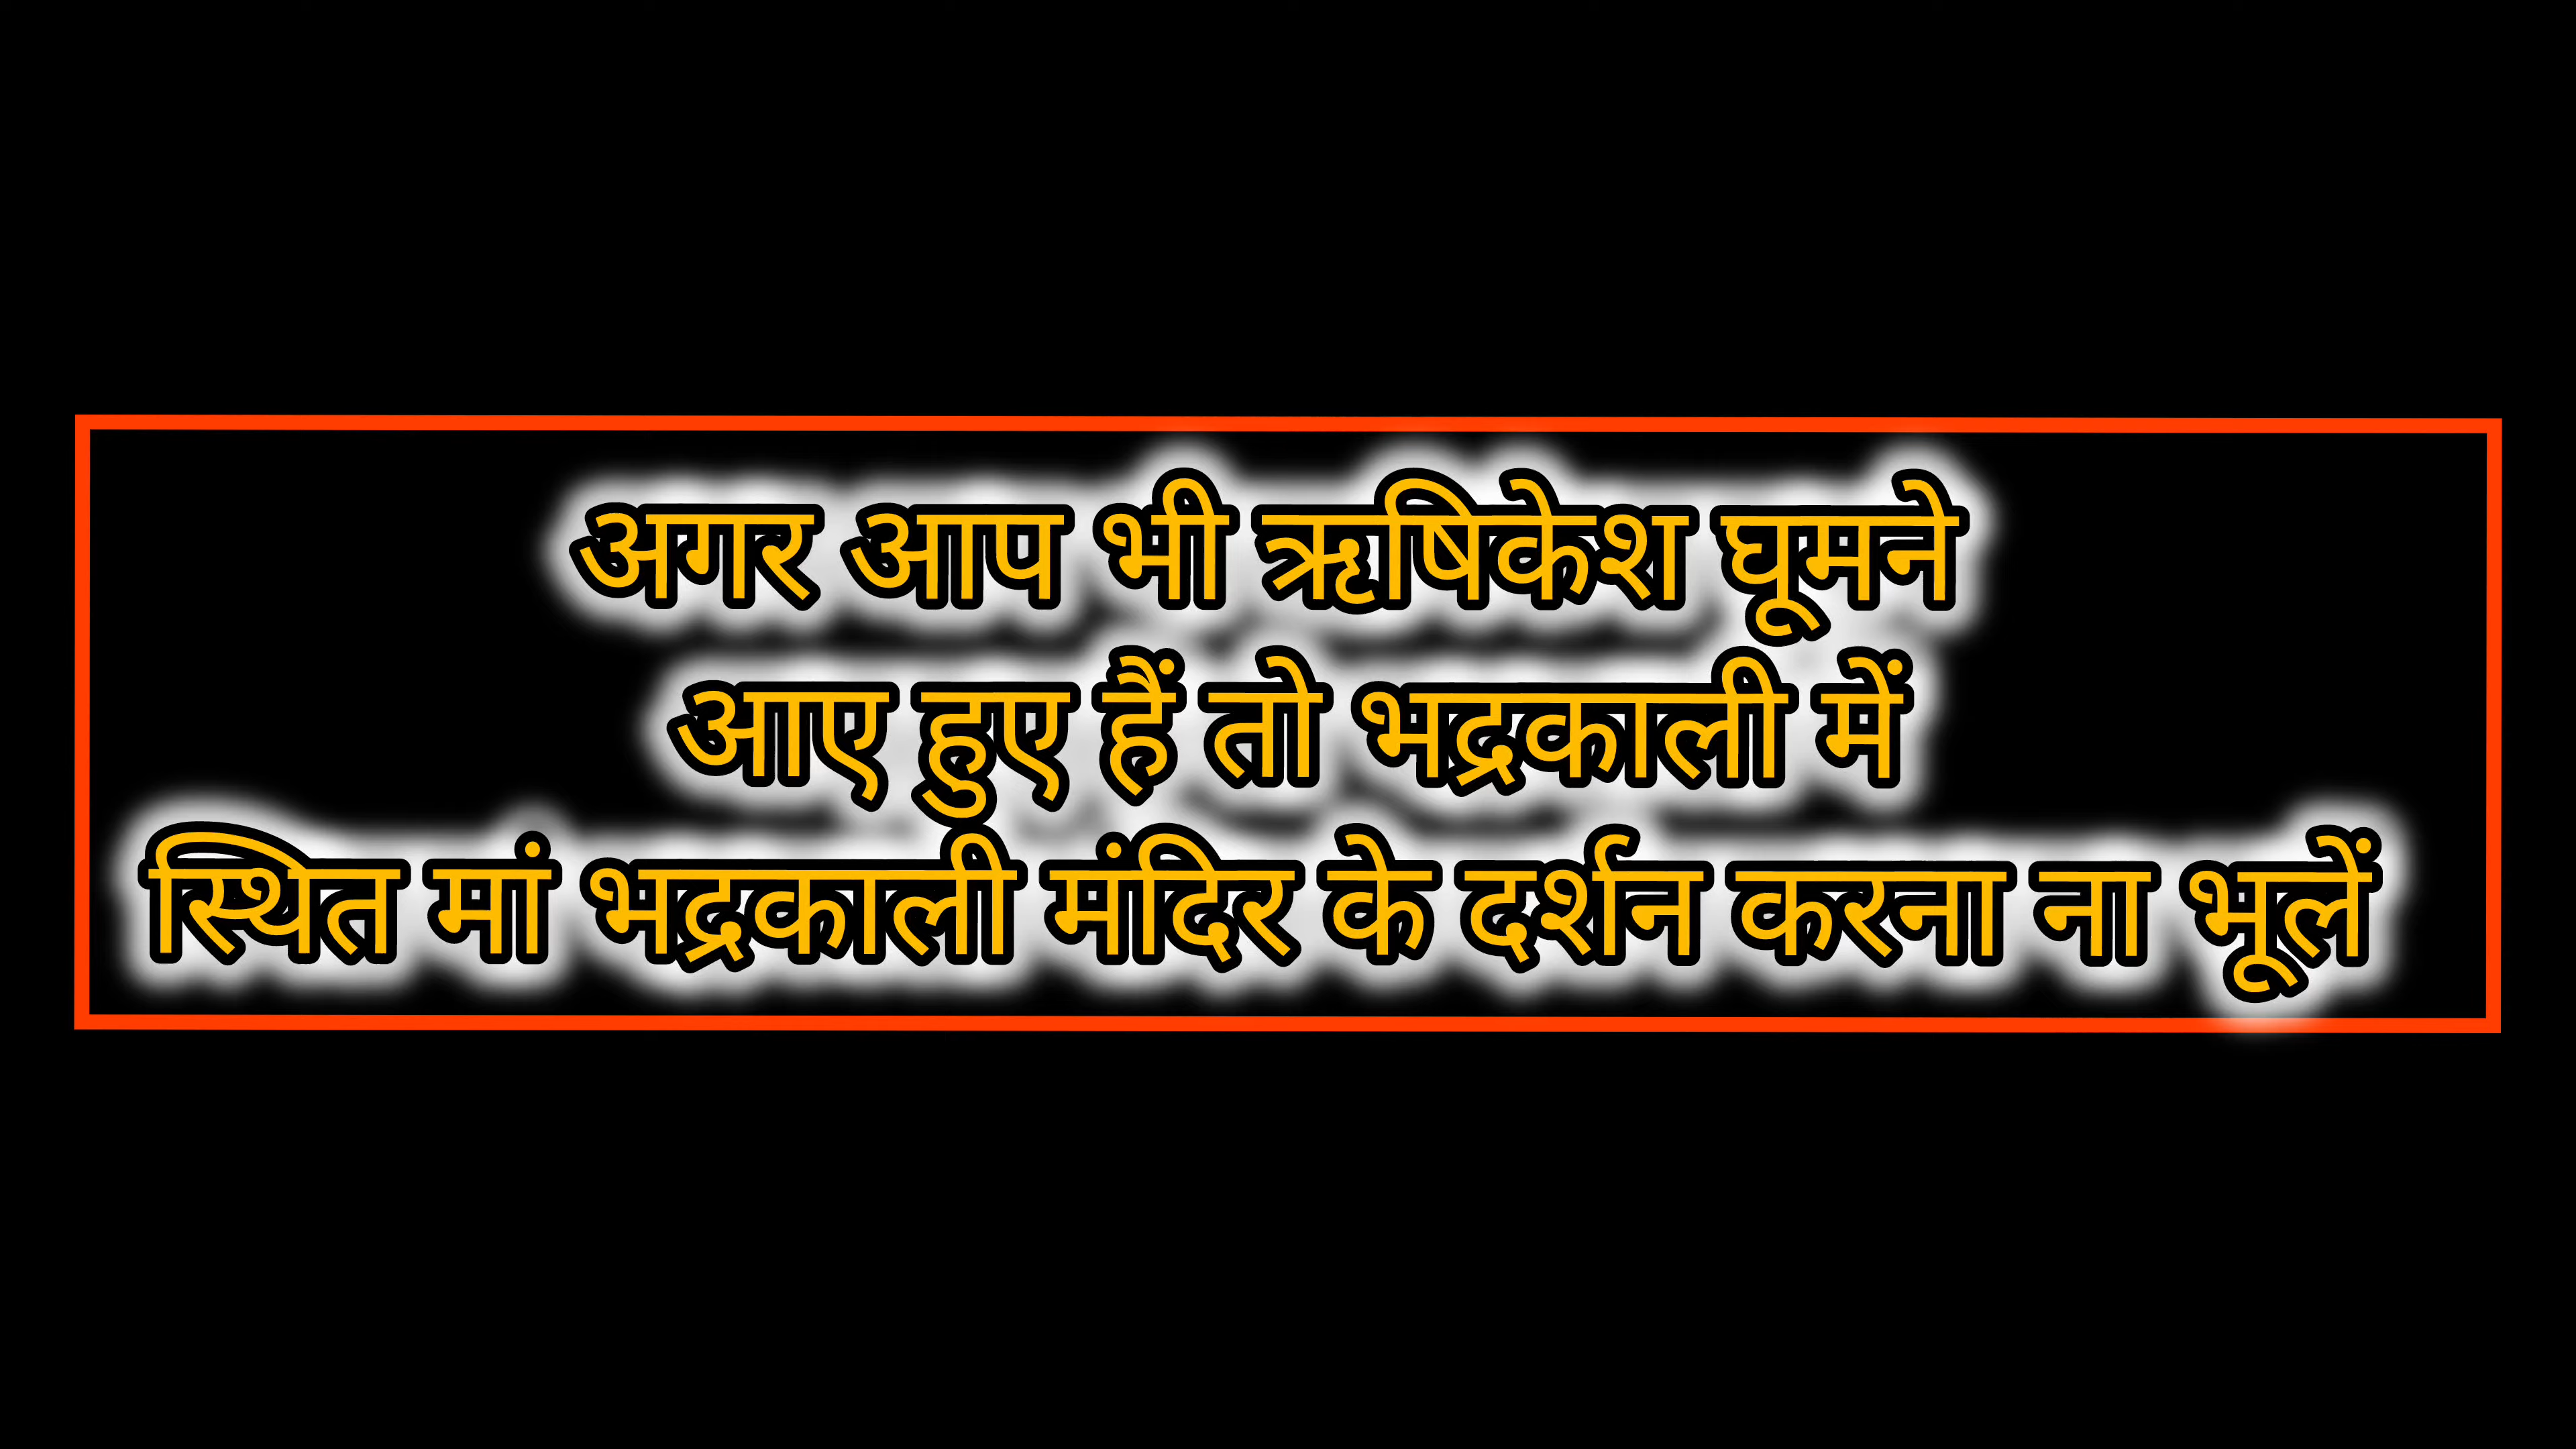 अगर आप भी ऋषिकेश घूमने
आए हुए हैं तो भद्रकाली में
स्थित मां भद्रकाली मंदिर के दर्शन करना ना भूलें